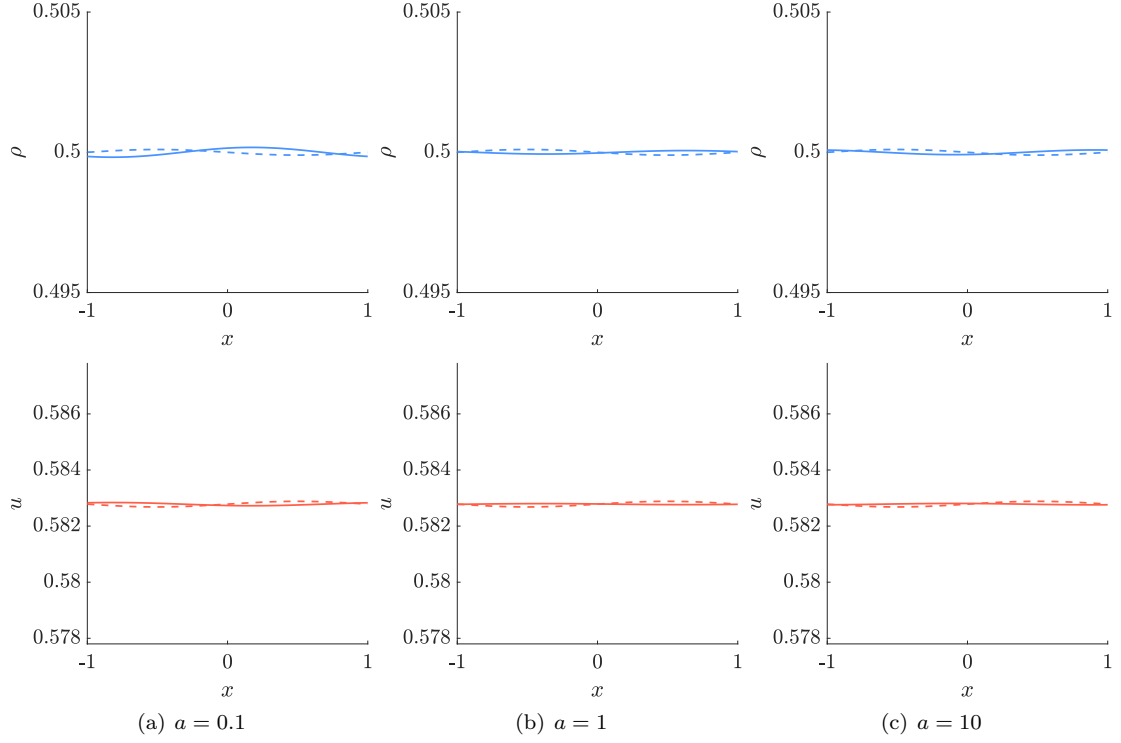 0.505 0.505 0.505
ρ 0.5 ρ 0.5 ρ 0.5
0.495 0.495 0.495
-1 0 1 -1 0 1 -1 0 1
x x x
0.586 0.586 0.586
0.584 0.584 0.584
u u u
0.582 0.582 0.582
0.58 0.58 0.58
0.578 0.578 0.578
-1 0 1 -1 0 1 -1 0 1
x x x
(a) a = 0.1 (b) a = 1 (c) a = 10